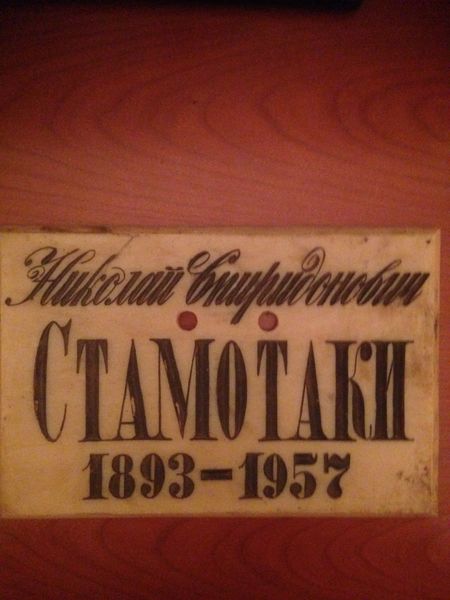 Николай Спиридонович
СТАМОТАКИ
1893-1957